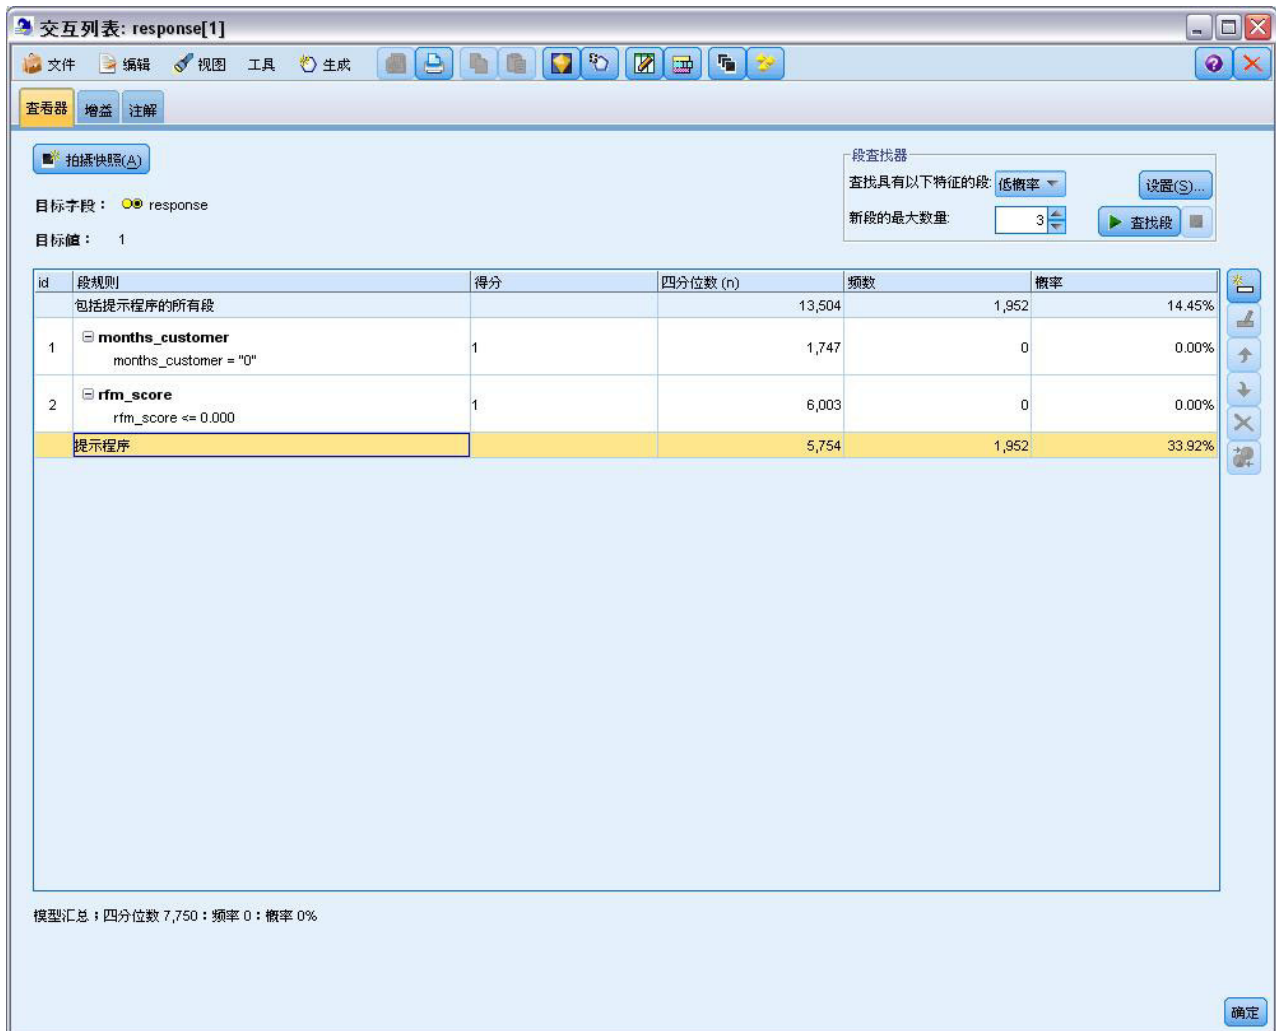 交互列表: response[1]
文件 编辑 视图 工具 生成
查看器 增益 注解
拍摄快照(A)
目标字段： response
目标值： 1
段查找器
查找具有以下特征的段: 低概率 设置(S)...
新段的最大数量: 3 查找段
id 段规则 得分 四分位数 (n) 频数 概率
包括提示程序的所有段 13,504 1,952 14.45%
1 months_customer
months_customer = "0" 1 1,747 0 0.00%
2 rfm_score
rfm_score <= 0.000 1 6,003 0 0.00%
提示程序 5,754 1,952 33.92%
模型汇总；四分位数 7,750：频率 0：概率 0%
确定